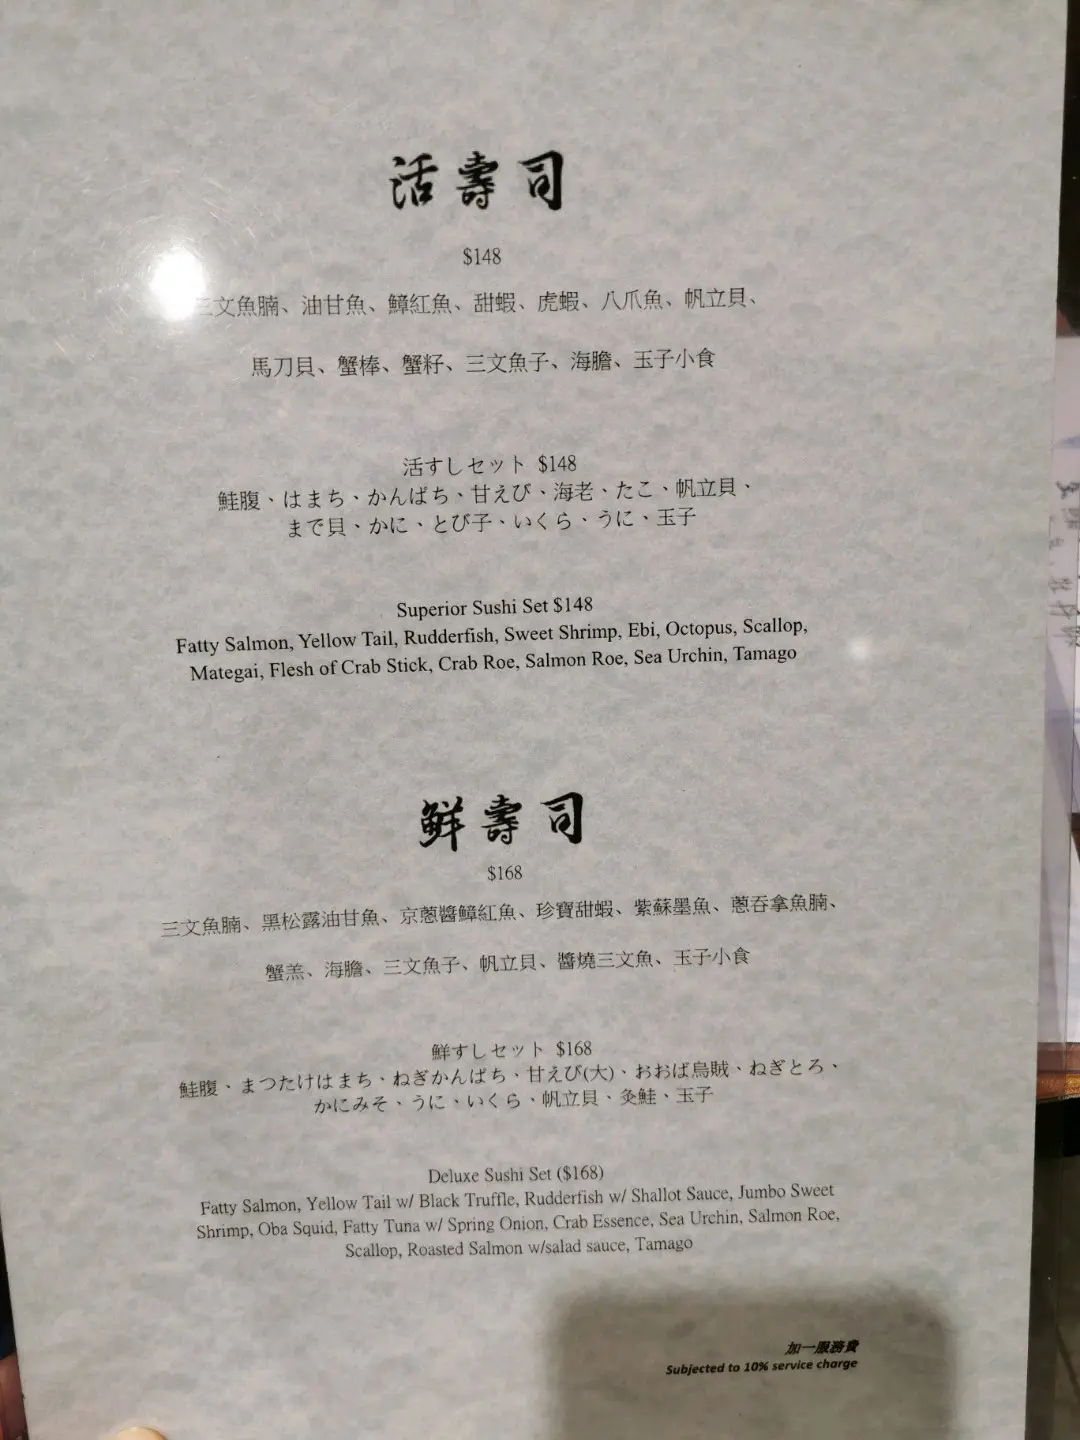 活壽司
$148
三文魚腩、油甘魚、鱆紅魚、甜蝦、虎蝦、八爪魚、帆立貝、
馬刀貝、蟹棒、蟹籽、三文魚子、海膽、玉子小食
活すしセット $148
鮭腹、はまち、かんぱち、甘えび、海老、たこ、帆立貝、
まで貝、かに、とび子、いくら、うに、玉子
Superior Sushi Set $148
Fatty Salmon, Yellow Tail, Rudderfish, Sweet Shrimp, Ebi, Octopus, Scallop,
Mategai, Flesh of Crab Stick, Crab Roe, Salmon Roe, Sea Urchin, Tamago
鮮壽司
$168
三文魚腩、黑松露油甘魚、京蔥醬鱆紅魚、珍寶甜蝦、紫蘇墨魚、蔥吞拿魚腩、
蟹羔、海膽、三文魚子、帆立貝、醬燒三文魚、玉子小食
鮮すしセット $168
鮭腹、まつたけはまち、ねぎかんぱち、甘えび(大)、おおば烏賊、ねぎとろ、
かにみそ、うに、いくら、帆立貝、灸鮭、玉子
Deluxe Sushi Set ($168)
Fatty Salmon, Yellow Tail w/ Black Truffle, Rudderfish w/ Shallot Sauce, Jumbo Sweet
Shrimp, Oba Squid, Fatty Tuna w/ Spring Onion, Crab Essence, Sea Urchin, Salmon Roe,
Scallop, Roasted Salmon w/salad sauce, Tamago
加一服務費
Subjected to 10% service charge